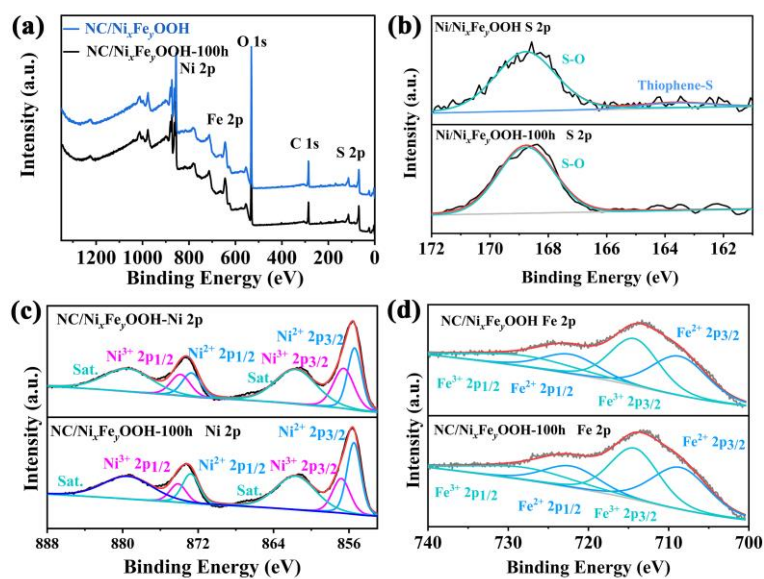 (a)
NC/NixFeyOOH
NC/NixFeyOOH-100h
O 1s
Ni 2p
Fe 2p
C 1s
S 2p
Intensity (a.u.)
1200 1000 800 600 400 200 0
Binding Energy (eV)
(b)
Ni/NixFeyOOH S 2p
S-O
Thiophene-S
Ni/NixFeyOOH-100h S 2p
S-O
Intensity (a.u.)
172 170 168 166 164 162
Binding Energy (eV)
(c)
NC/NixFeyOOH-Ni 2p
Ni2+ 2p3/2
Ni3+ 2p1/2 Ni2+ 2p1/2 Ni3+ 2p3/2
Sat. Sat.
NC/NixFeyOOH-100h Ni 2p
Ni2+ 2p3/2
Ni3+ 2p1/2 Ni2+ 2p1/2 Ni3+ 2p3/2
Sat. Sat.
Intensity (a.u.)
888 880 872 864 856
Binding Energy (eV)
(d)
NC/NixFeyOOH Fe 2p
Fe2+ 2p3/2
Fe3+ 2p1/2 Fe2+ 2p1/2
Fe3+ 2p3/2
NC/NixFeyOOH-100h Fe 2p
Fe2+ 2p3/2
Fe3+ 2p1/2
Fe2+ 2p1/2 Fe3+ 2p3/2
Intensity (a.u.)
740 730 720 710 700
Binding Energy (eV)